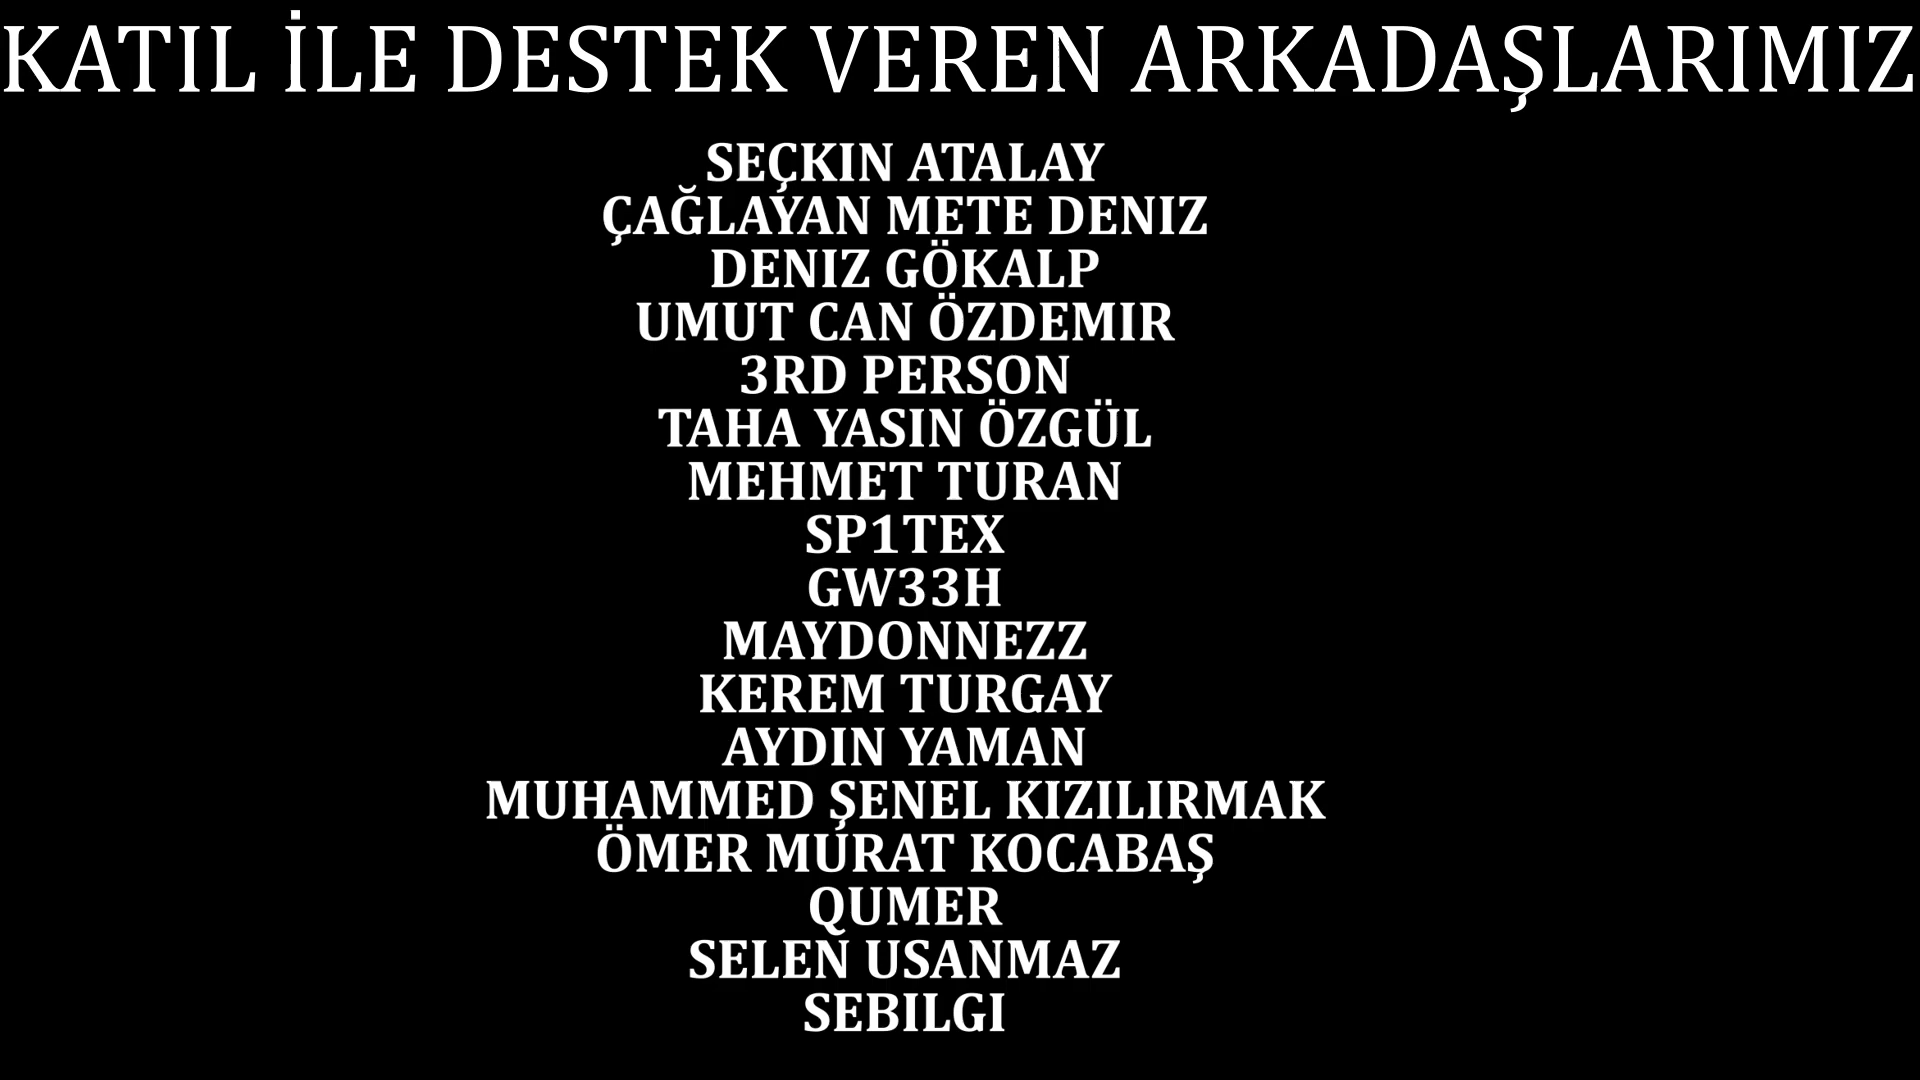 KATIL İLE DESTEK VEREN ARKADAŞLARIMIZ
SEÇKIN ATALAY
ÇAĞLAYAN METE DENIZ
DENIZ GÖKALP
UMUT CAN ÖZDEMIR
3RD PERSON
TAHA YASIN ÖZGÜL
MEHMET TURAN
SP1TEX
GW33H
MAYDONNEZZ
KEREM TURGAY
AYDIN YAMAN
MUHAMMED ŞENEL KIZILIRMAK
ÖMER MURAT KOCABAŞ
QUMER
SELEN USANMAZ
SEBILGI